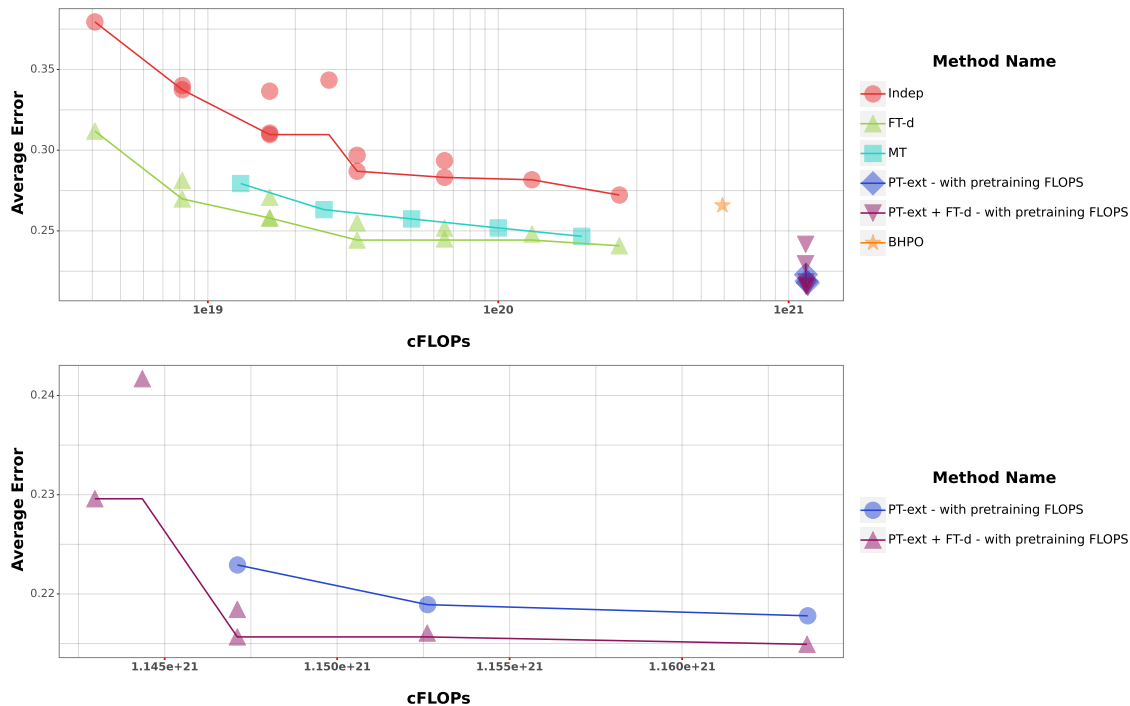 Average Error
0.35
0.30
0.25
1e19
1e20
1e21
cFLOPs
Method Name
Indep
FT-d
MT
PT-ext - with pretraining FLOPS
PT-ext + FT-d - with pretraining FLOPS
BHPO
Average Error
0.24
0.23
0.22
1.145e+21
1.150e+21
1.155e+21
1.160e+21
cFLOPs
Method Name
PT-ext - with pretraining FLOPS
PT-ext + FT-d - with pretraining FLOPS